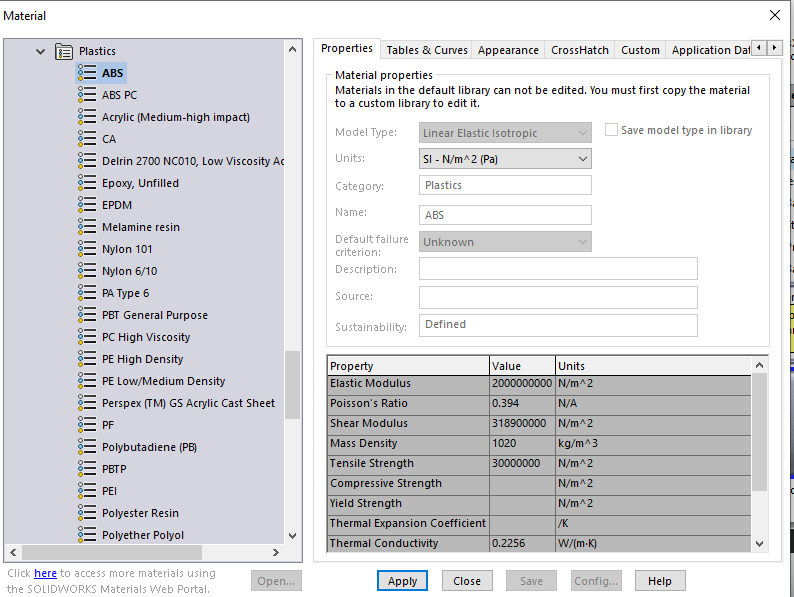 Material
Plastics
ABS
ABS PC
Acrylic (Medium-high impact)
CA
Delrin 2700 NC010, Low Viscosity Ac
Epoxy, Unfilled
EPDM
Melamine resin
Nylon 101
Nylon 6/10
PA Type 6
PBT General Purpose
PC High Viscosity
PE High Density
PE Low/Medium Density
Perspex (TM) GS Acrylic Cast Sheet
PF
Polybutadiene (PB)
PBTP
PEI
Polyester Resin
Polyether Polyol
Click here to access more materials using
the SOLIDWORKS Materials Web Portal.
Open...
Properties Tables & Curves Appearance CrossHatch Custom Application Dat
Material properties
Materials in the default library can not be edited. You must first copy the material
to a custom library to edit it.
Model Type: Linear Elastic Isotropic Save model type in library
Units: SI - N/m^2 (Pa)
Category: Plastics
Name: ABS
Default failure
criterion: Unknown
Description:
Source:
Sustainability: Defined
Property Value Units
Elastic Modulus 2000000000 N/m^2
Poisson's Ratio 0.394 N/A
Shear Modulus 318900000 N/m^2
Mass Density 1020 kg/m^3
Tensile Strength 30000000 N/m^2
Compressive Strength N/m^2
Yield Strength N/m^2
Thermal Expansion Coefficient /K
Thermal Conductivity 0.2256 W/(m·K)
Apply Close Save Config... Help